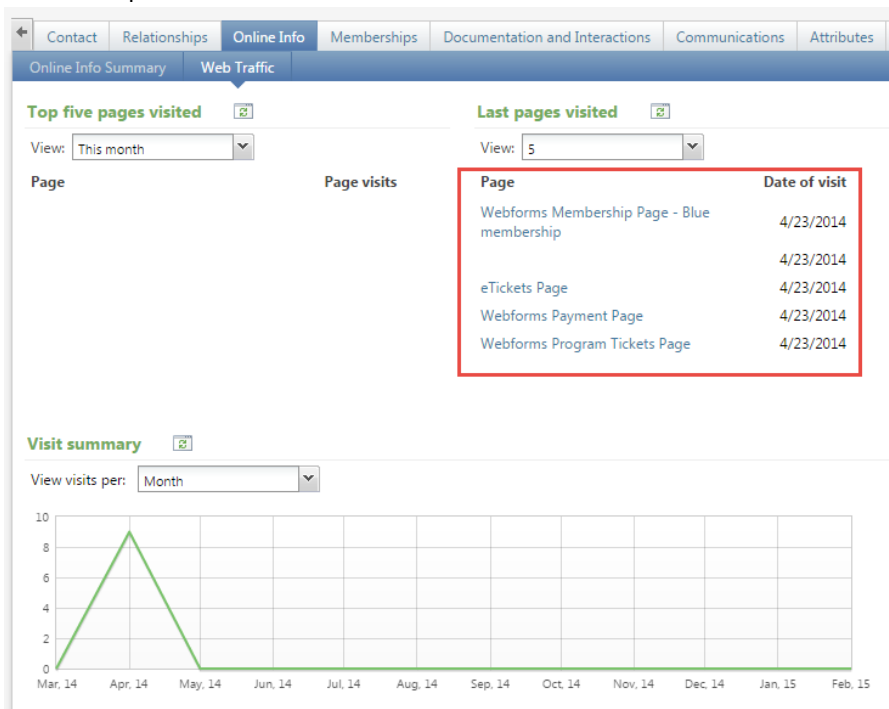 Contact Relationships Online Info Memberships Documentation and Interactions Communications Attributes
Online Info Summary Web Traffic
Top five pages visited
View: This month
Page Page visits
Last pages visited
View: 5
Page Date of visit
Webforms Membership Page - Blue
membership 4/23/2014
4/23/2014
eTickets Page 4/23/2014
Webforms Payment Page 4/23/2014
Webforms Program Tickets Page 4/23/2014
Visit summary
View visits per: Month
10
8
6
4
2
0
Mar, 14 Apr, 14 May, 14 Jun, 14 Jul, 14 Aug, 14 Sep, 14 Oct, 14 Nov, 14 Dec, 14 Jan, 15 Feb, 15